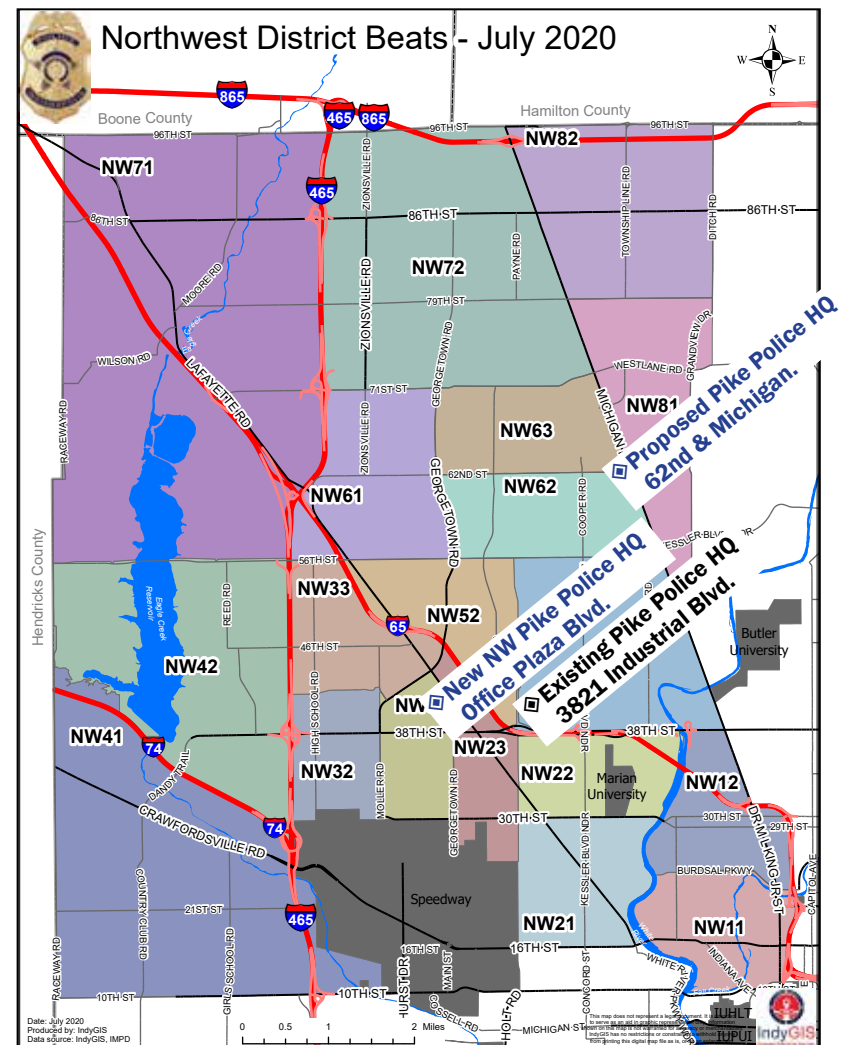 Northwest District Beats - July 2020
N
W
E
S
865
465
865
Boone County
Hamilton County
96TH ST
96TH ST
96TH ST
NW82
NW71
465
ZIONSVILLE RD
TOWNSHIP LINE RD
DITCH RD
86TH ST
86TH ST
86TH ST
MOORE RD
ZIONSVILLE RD
NW72
PAYNE RD
79TH ST
GEORGETOWN RD
GRANDVIEW DR
WILSON RD
LAFAYETTE RD
WESTLANE RD
71ST ST
RACEWAY RD
ZIONSVILLE RD
NW63
MICHIGAN
NW81
Proposed Pike Police HQ
62nd & Michigan.
GEORGETOWN RD
62ND ST
NW61
NW62
COOPER RD
Hendricks County
56TH ST
Eagle Creek
Reservoir
REED RD
NW33
NW52
New NW Pike Police HQ
Office Plaza Blvd.
Existing Pike Police HQ
3821 Industrial Blvd.
65
46TH ST
Butler
University
NW42
HIGH SCHOOL RD
NW41
74
38TH ST
38TH ST
NW23
DANDY TRAIL
NW32
MOLLER RD
GEORGETOWN RD
NW22
Marian
University
NW12
74
CRAWFORDSVILLE RD
30TH ST
30TH ST
29TH ST
DR M L KING JR ST
KESSLER BLVD NDR
COUNTRY CLUB RD
BURDSAL PKWY
CAPITOL AVE
Speedway
21ST ST
465
NW21
NW11
GIRLS SCHOOL RD
16TH ST
16TH ST
MAIN ST
RACEWAY RD
HURST DR
CONCORD ST
INDIANA AVE
10TH ST
10TH ST
COSSELL RD
HOLT RD
MICHIGAN ST
IUHLT
IUPUI
IndyGIS
Date: July 2020
Produced by: IndyGIS
Data source: IndyGIS, IMPD
0 0.5 1 2 Miles